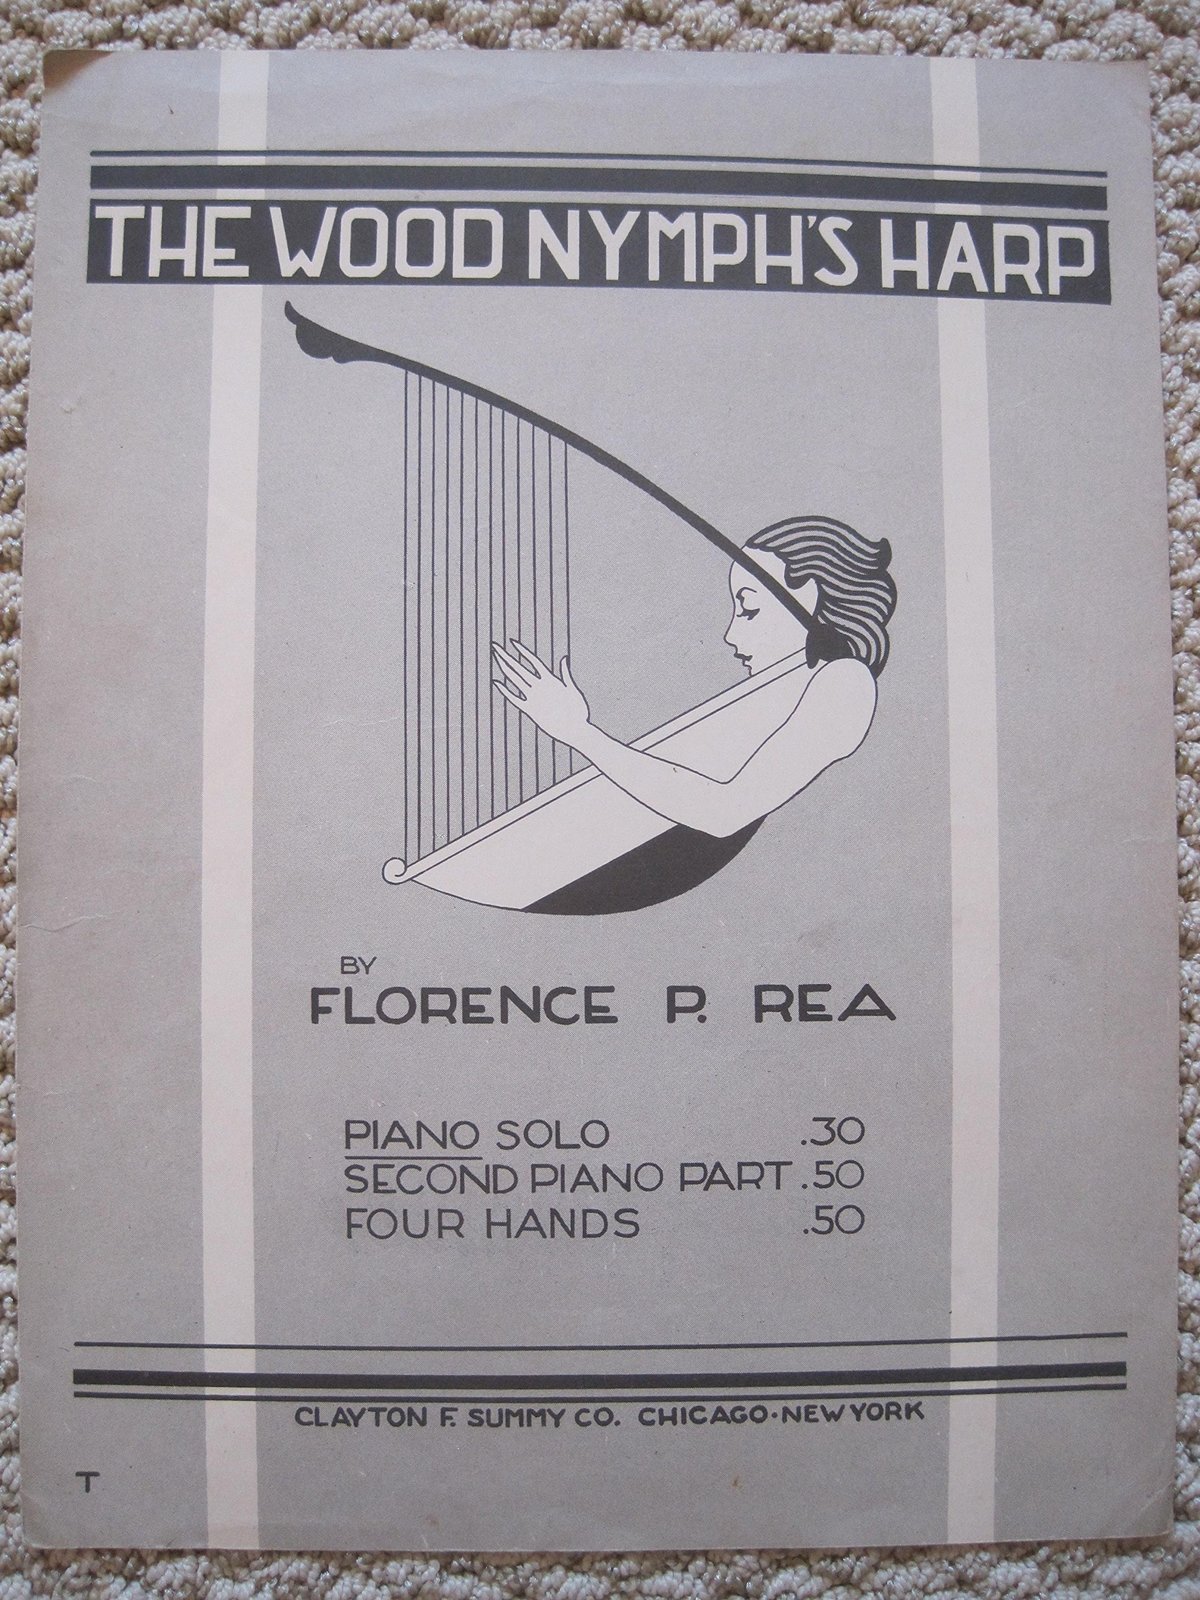 THE WOOD NYMPH'S HARP
BY
FLORENCE P. REA
PIANO SOLO .30
SECOND PIANO PART .50
FOUR HANDS .50
CLAYTON F. SUMMY CO. CHICAGO·NEW YORK
T